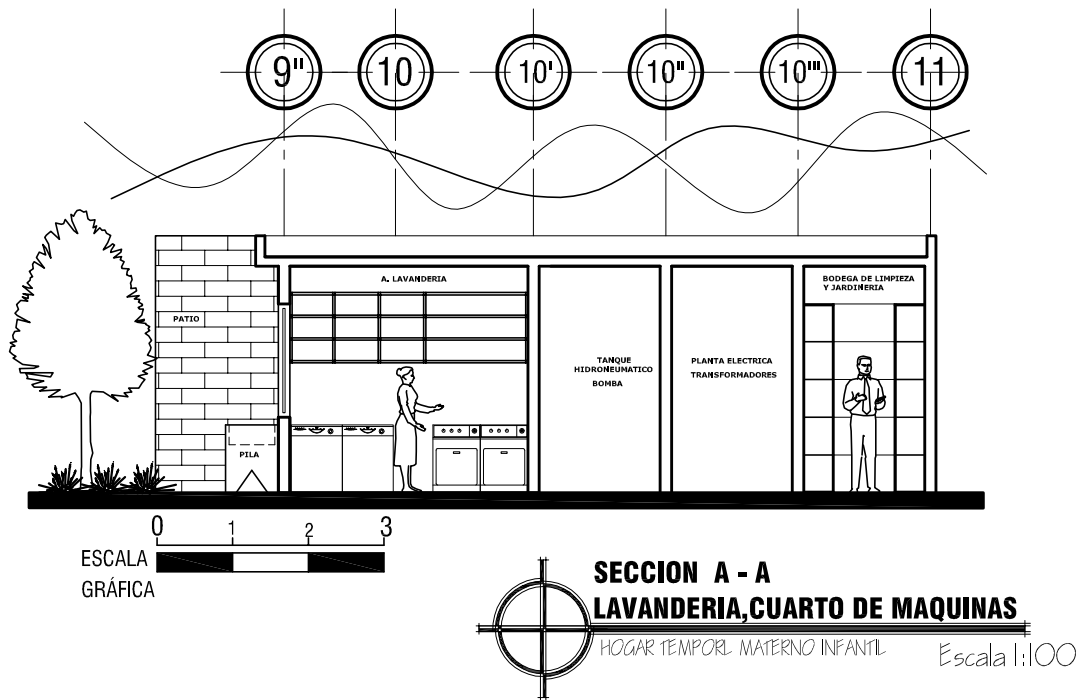 9" 10 10' 10" 10"' 11
A. LAVANDERIA
BODEGA DE LIMPIEZA
Y JARDINERIA
PATIO
TANQUE
HIDRONEUMATICO
BOMBA
PLANTA ELECTRICA
TRANSFORMADORES
PILA
0 1 2 3
ESCALA
GRÁFICA
SECCION A - A
LAVANDERIA,CUARTO DE MAQUINAS
HOGAR TEMPORL MATERNO INFANTIL
Escala 1:100